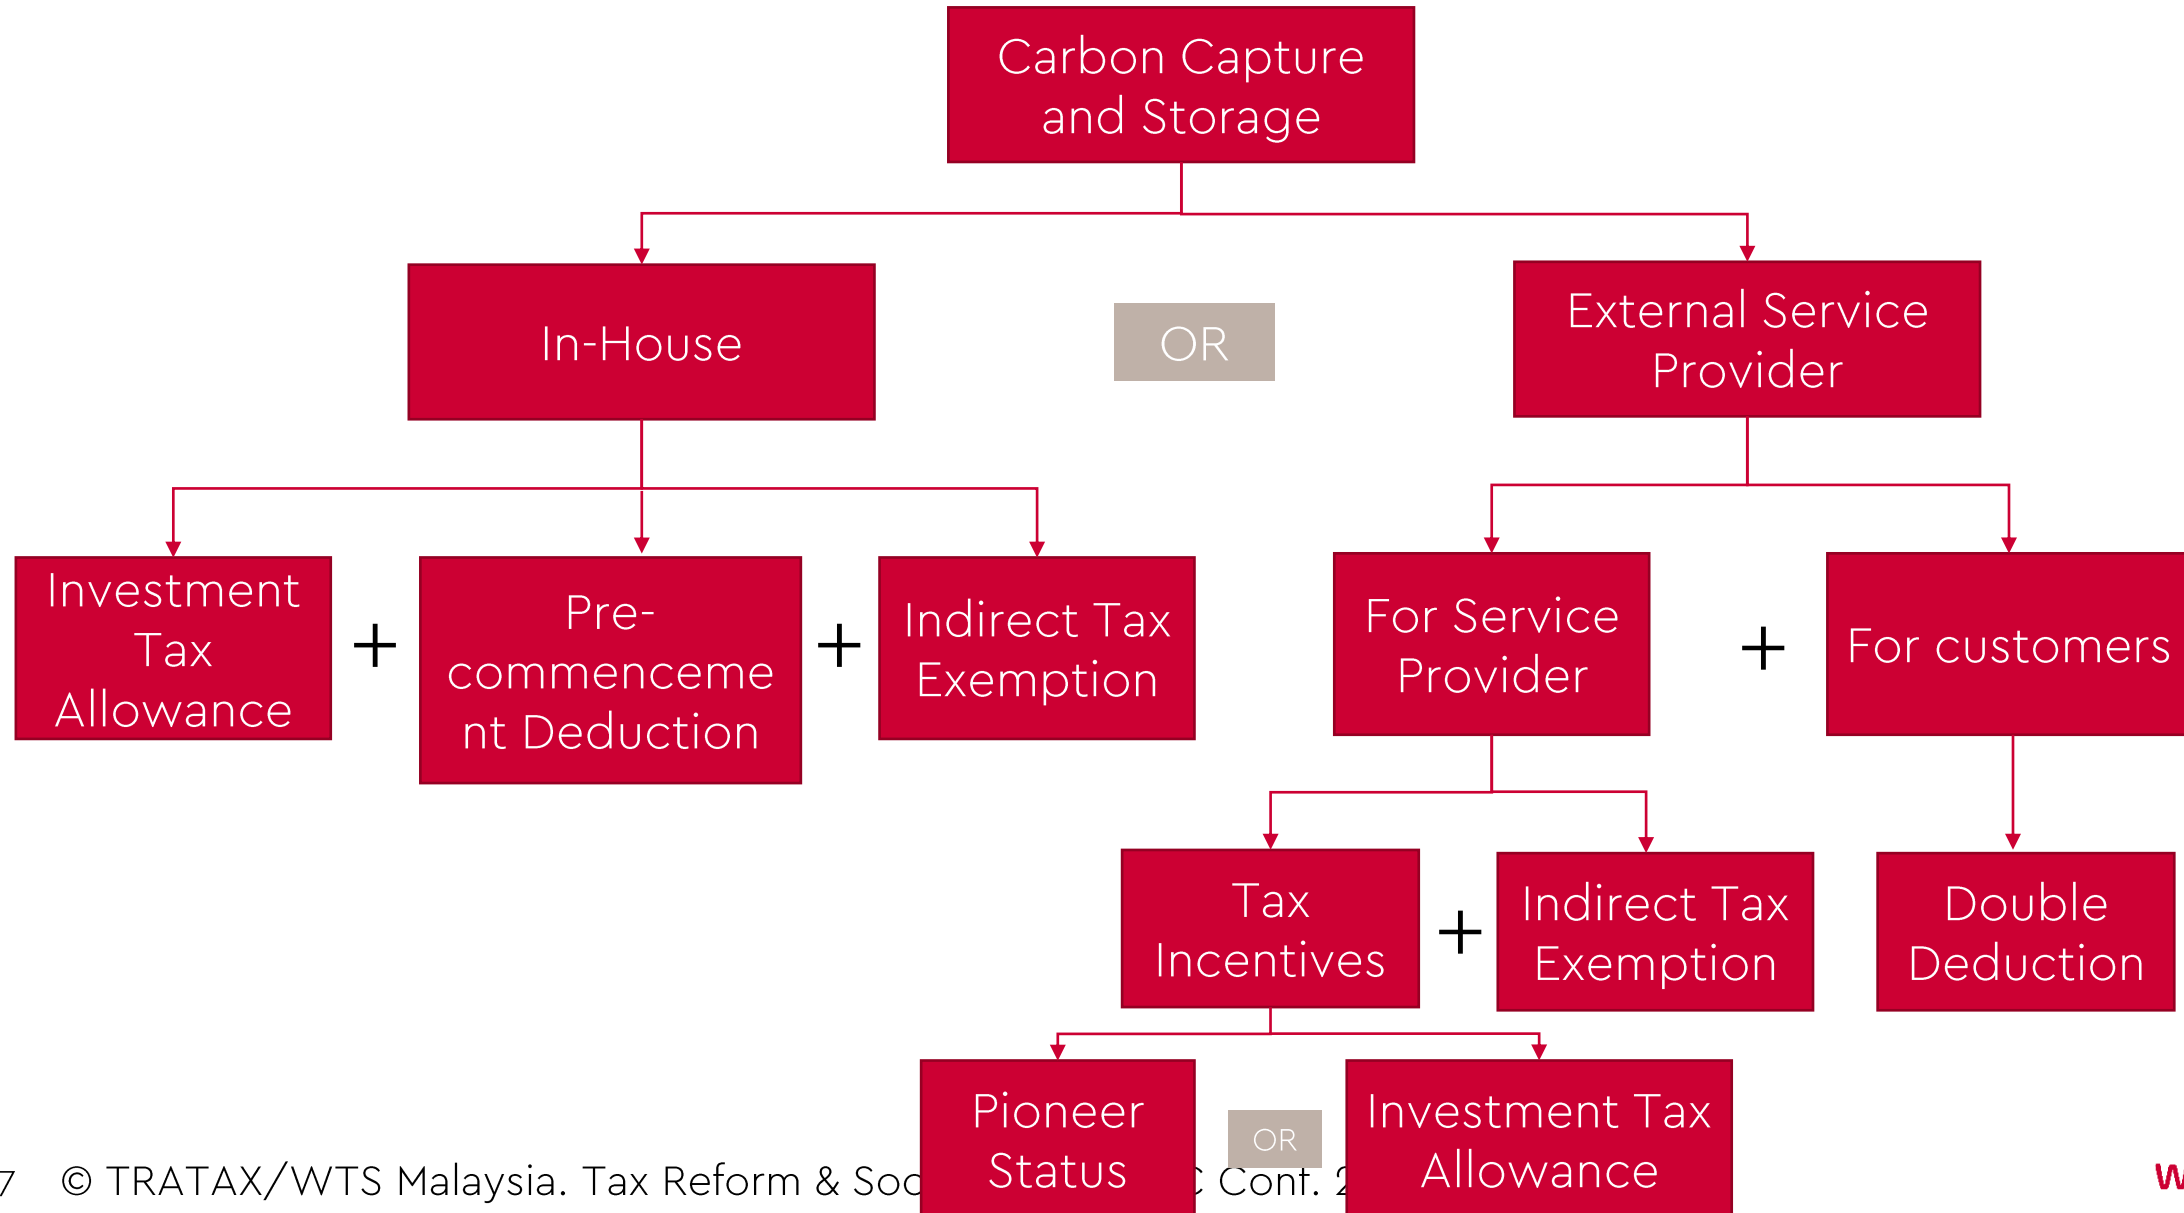 Carbon Capture
and Storage
In-House
OR
External Service
Provider
Investment
Tax
Allowance
+
Pre-
commenceme
nt Deduction
+
Indirect Tax
Exemption
For Service
Provider
+
For customers
Tax
Incentives
+
Indirect Tax
Exemption
Double
Deduction
Pioneer
Status
OR
Investment Tax
Allowance
7 © TRATAX/WTS Malaysia. Tax Reform & Cont.